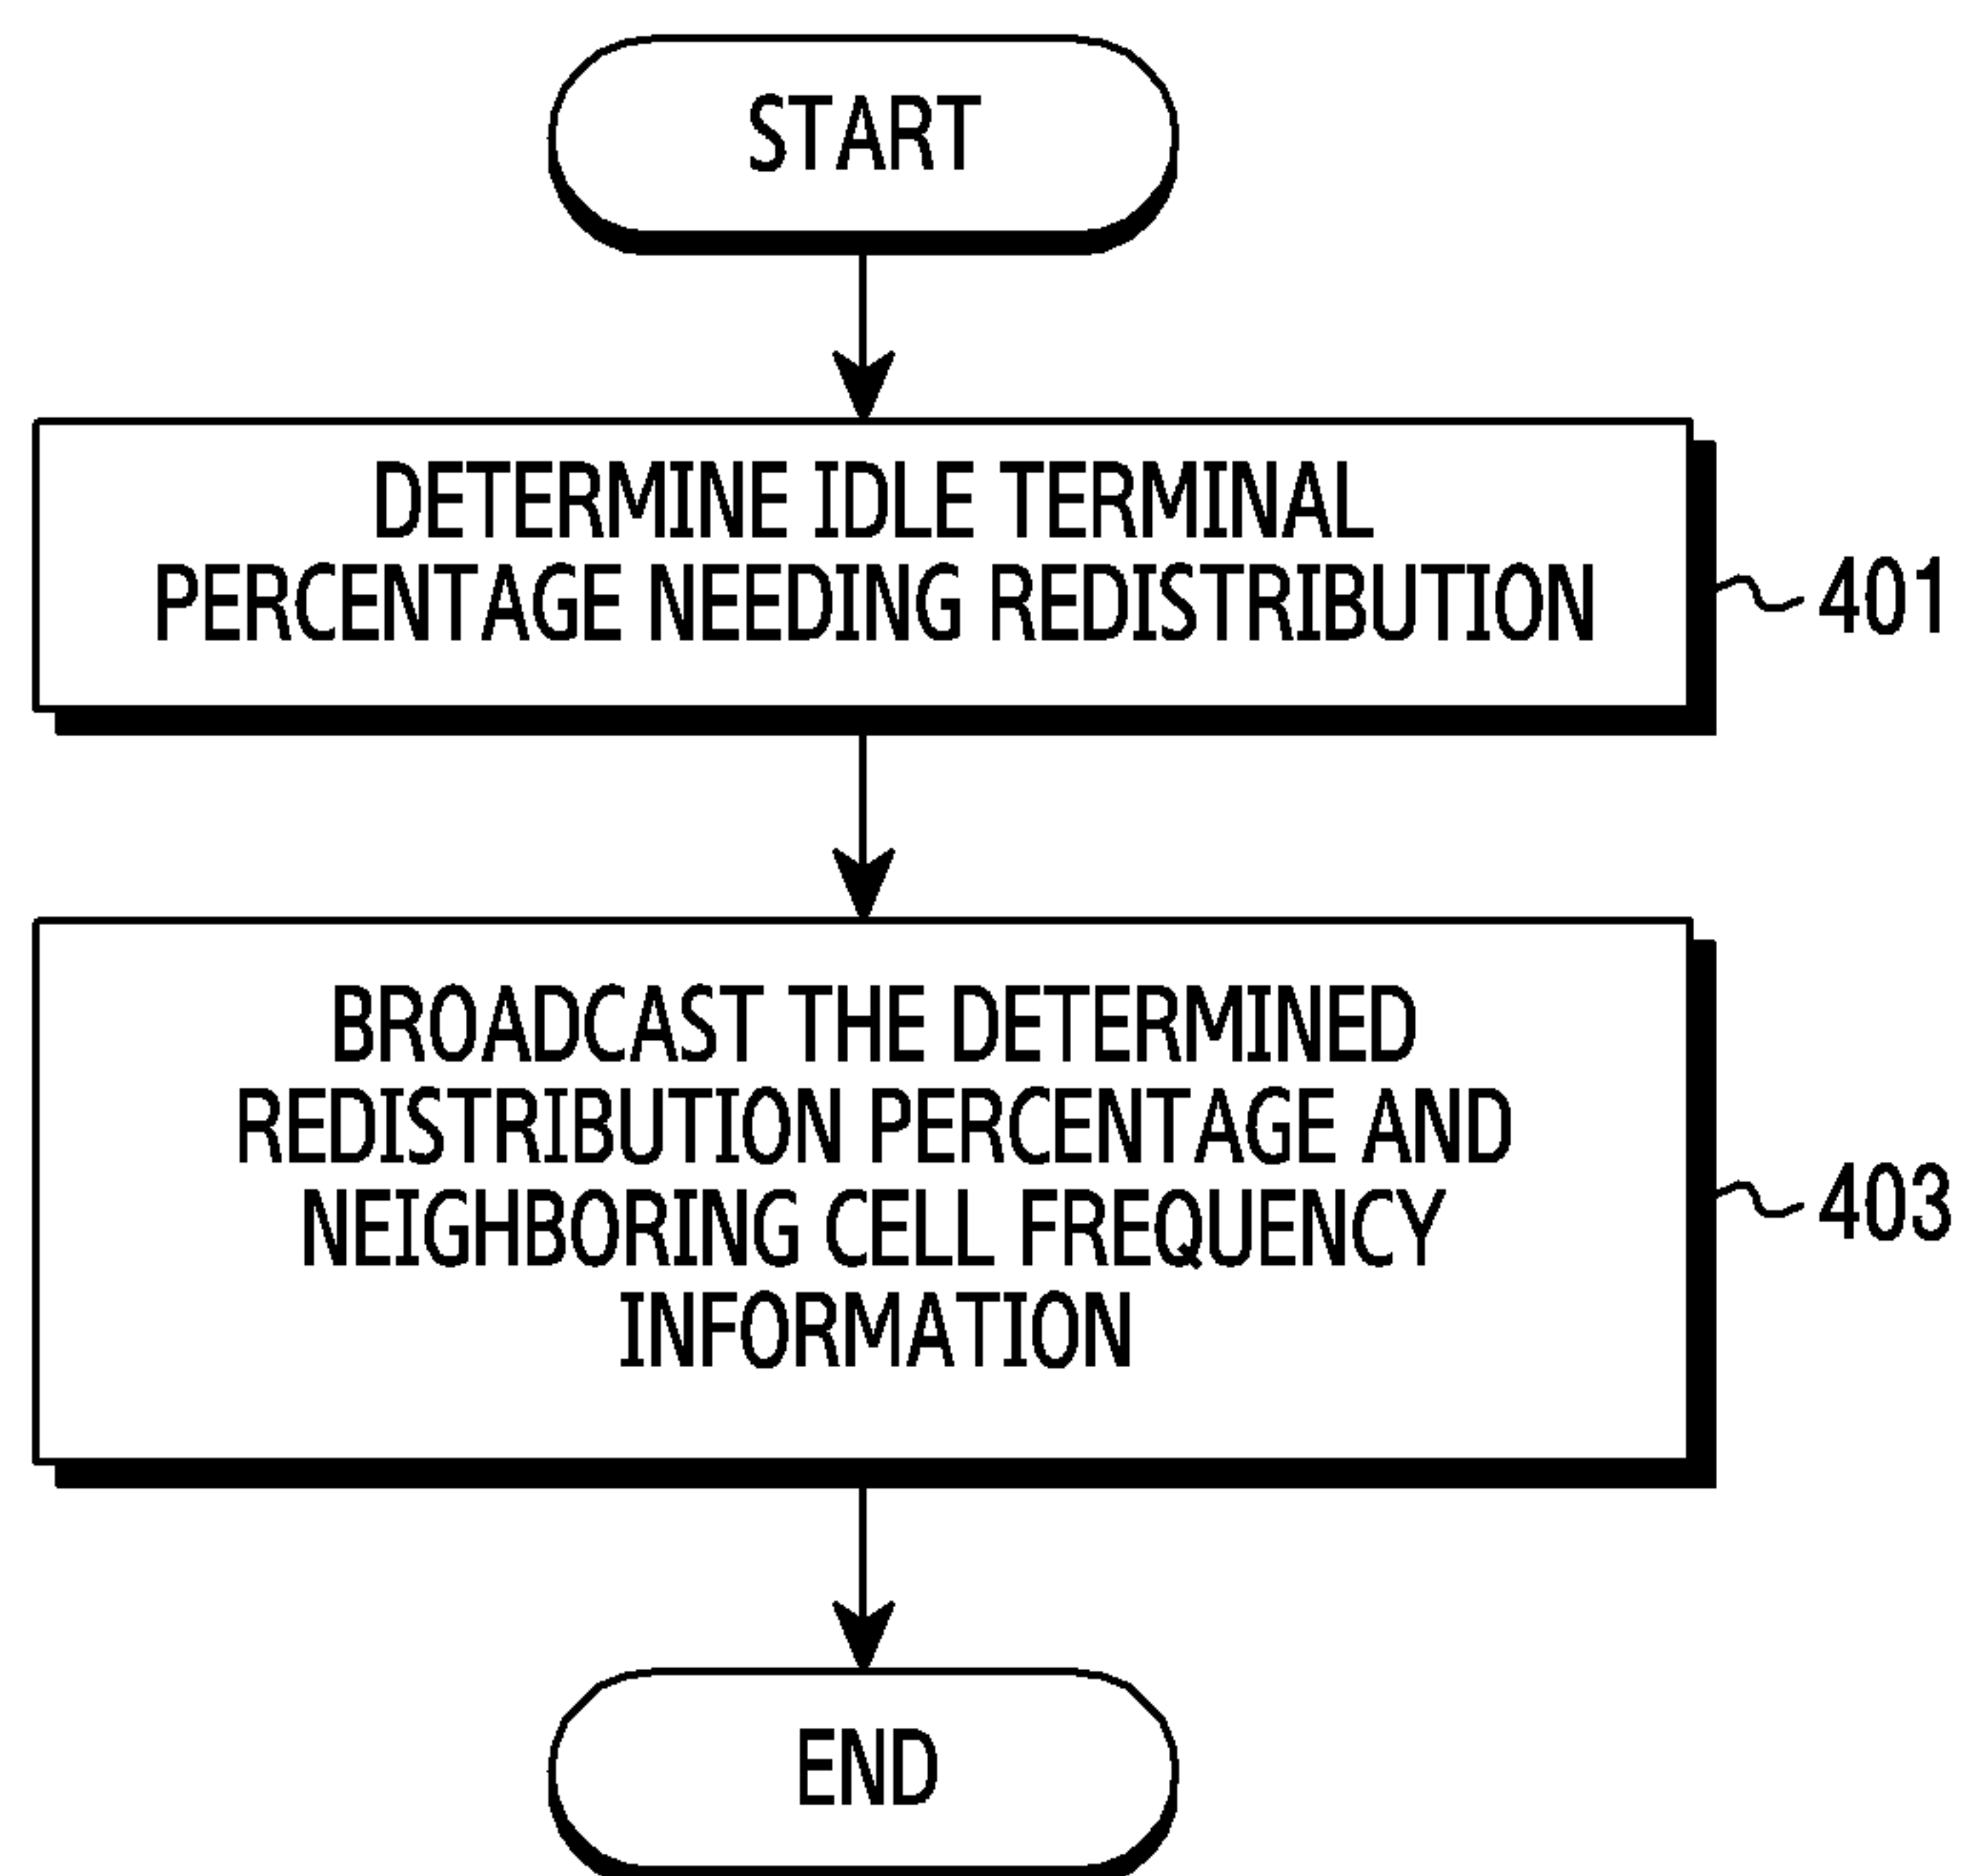 START
DETERMINE IDLE TERMINAL
PERCENTAGE NEEDING REDISTRIBUTION
401
BROADCAST THE DETERMINED
REDISTRIBUTION PERCENTAGE AND
NEIGHBORING CELL FREQUENCY
INFORMATION
403
END